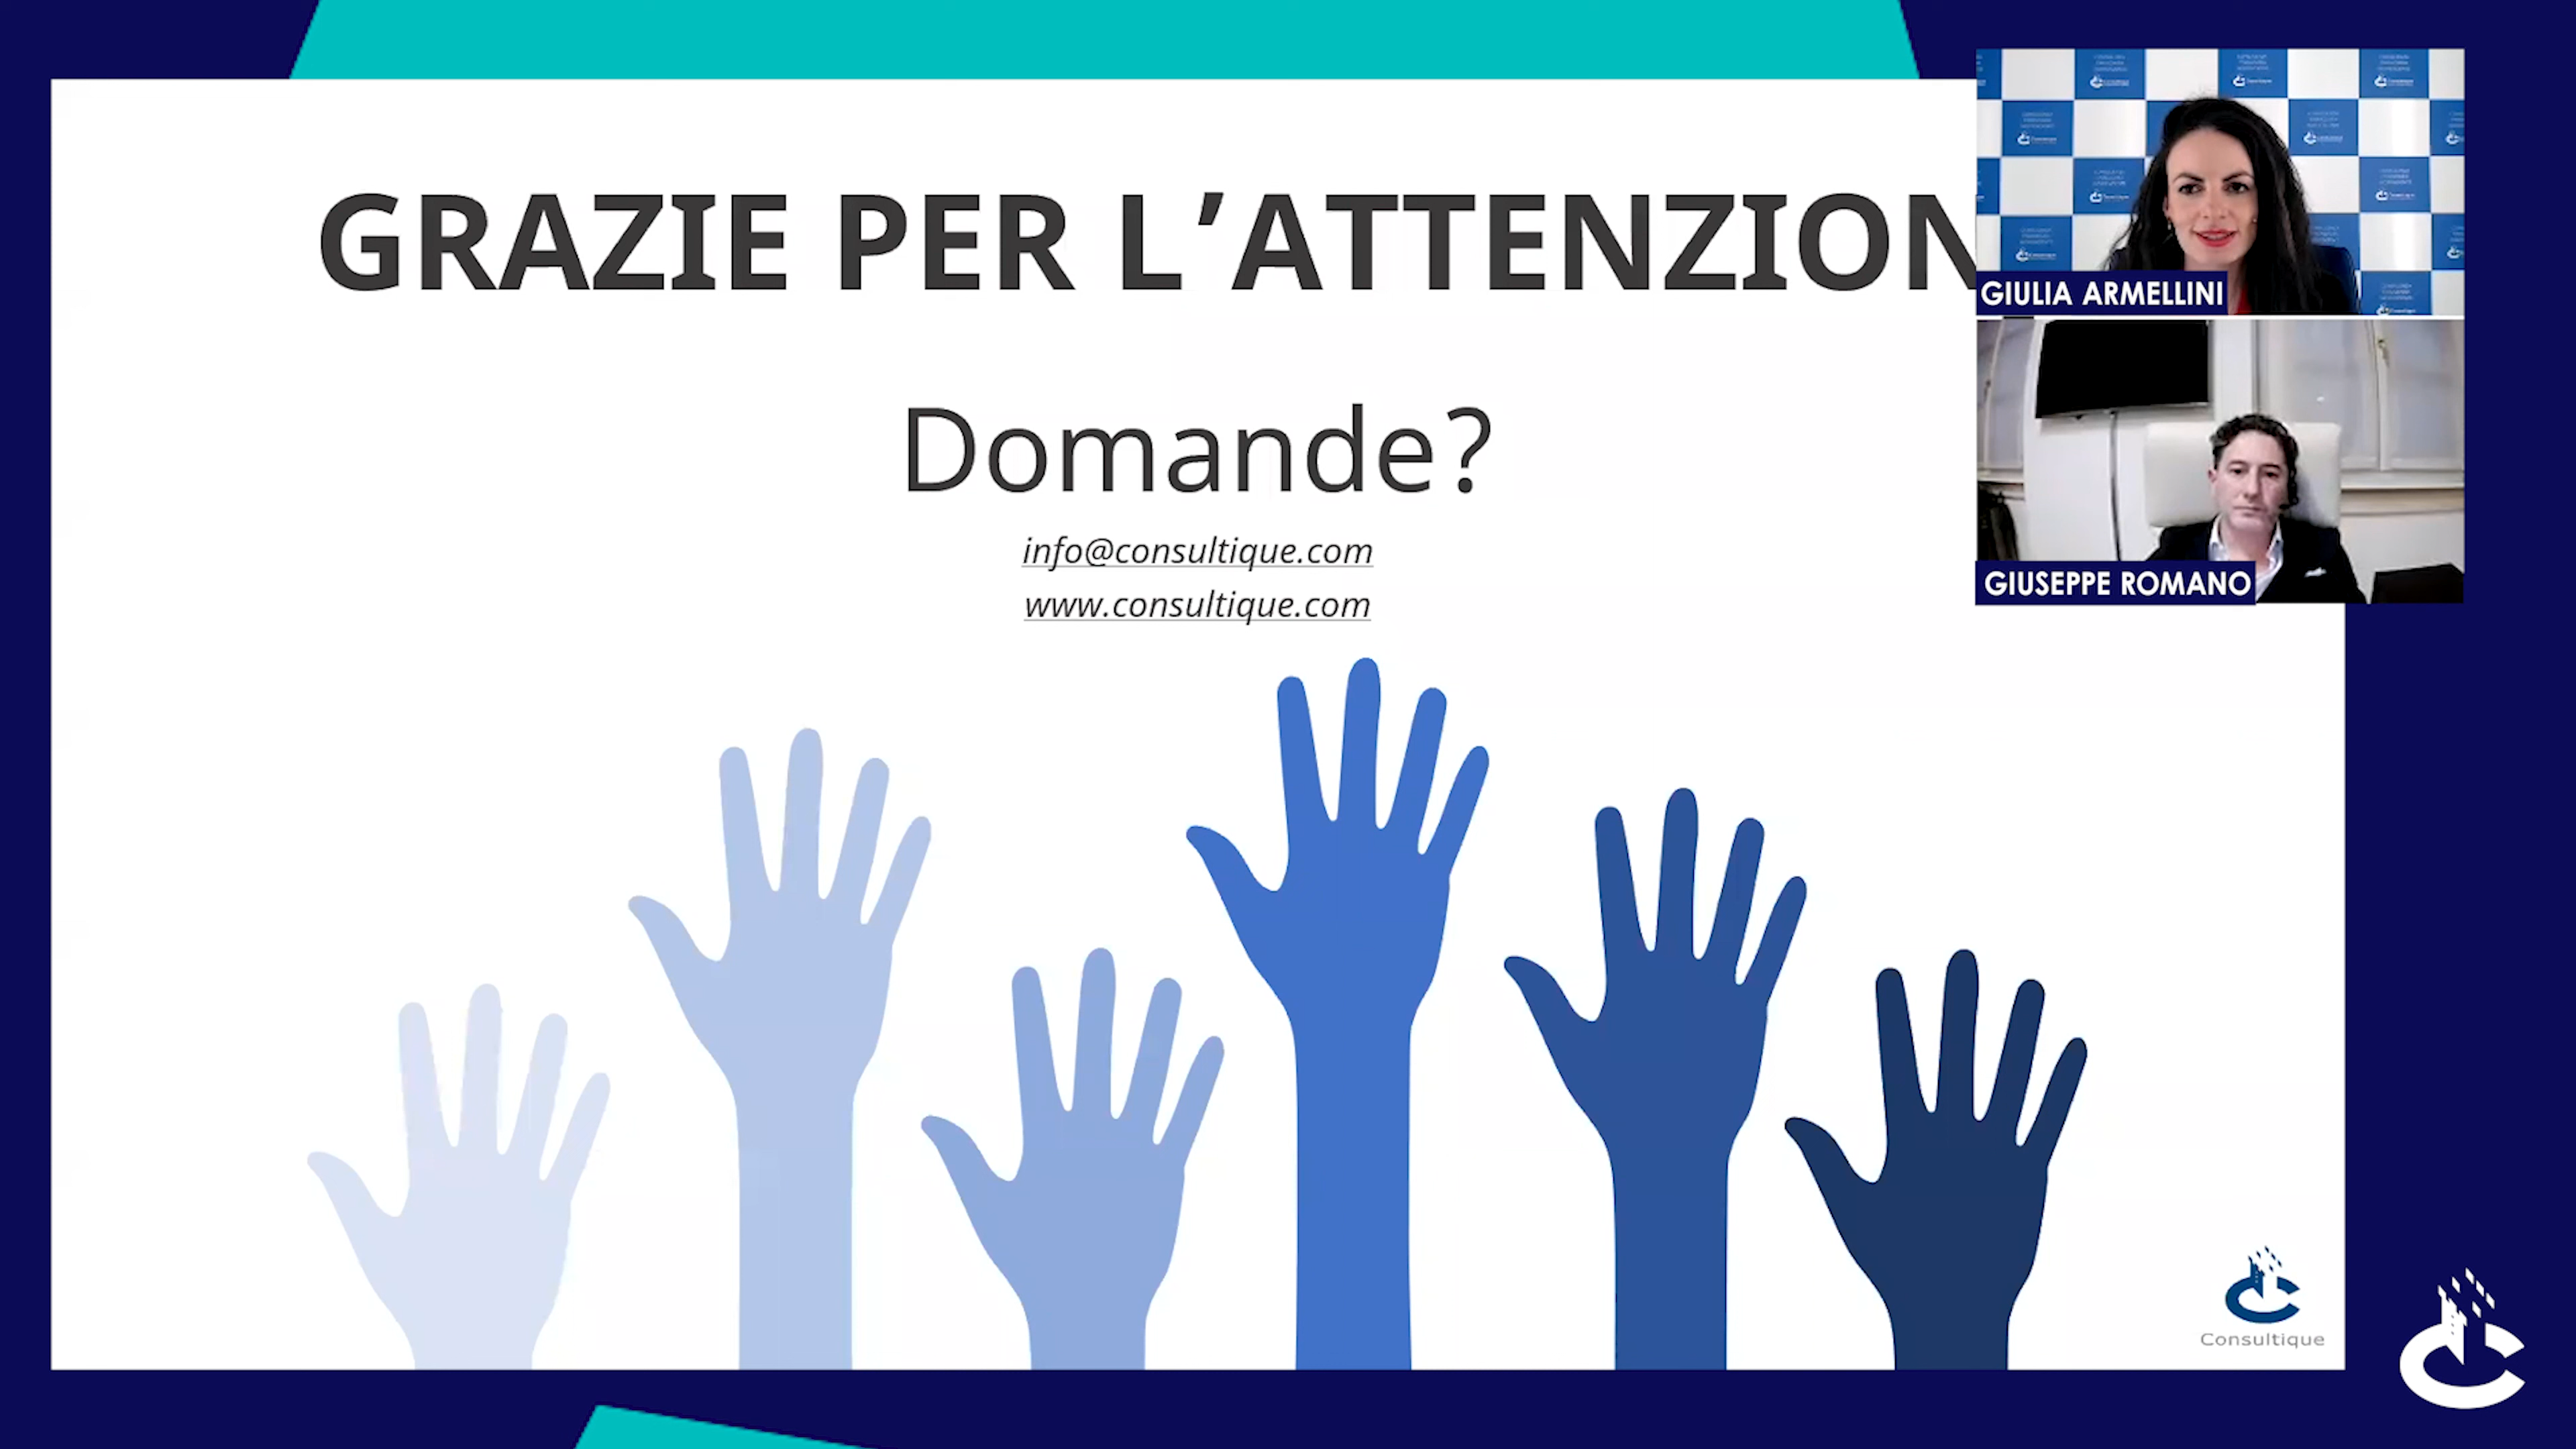 GRAZIE PER L’ATTENZION
Domande?
info@consultique.com
www.consultique.com
GIULIA ARMELLINI
GIUSEPPE ROMANO
Consultique